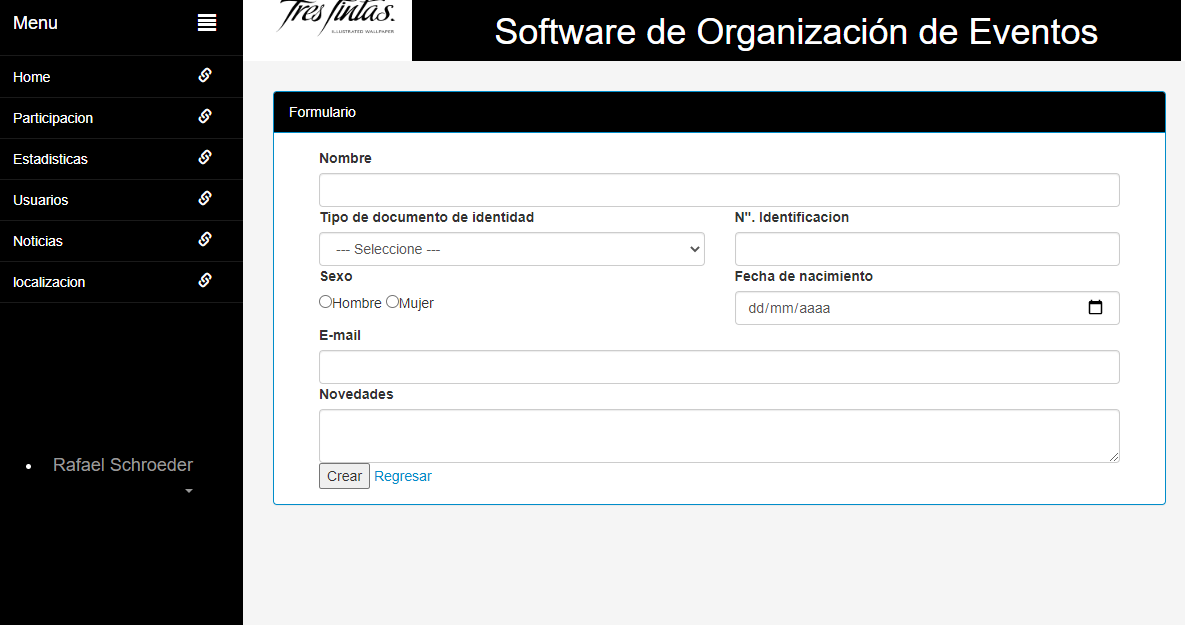 Menu
Home
Participacion
Estadisticas
Usuarios
Noticias
localizacion
Rafael Schroeder
Tres Tintas.
ILLUSTRATED WALLPAPER
Software de Organización de Eventos
Formulario
Nombre
Tipo de documento de identidad
N". Identificacion
--- Seleccione ---
Sexo
Fecha de nacimiento
Hombre Mujer
dd/mm/aaaa
E-mail
Novedades
Crear Regresar